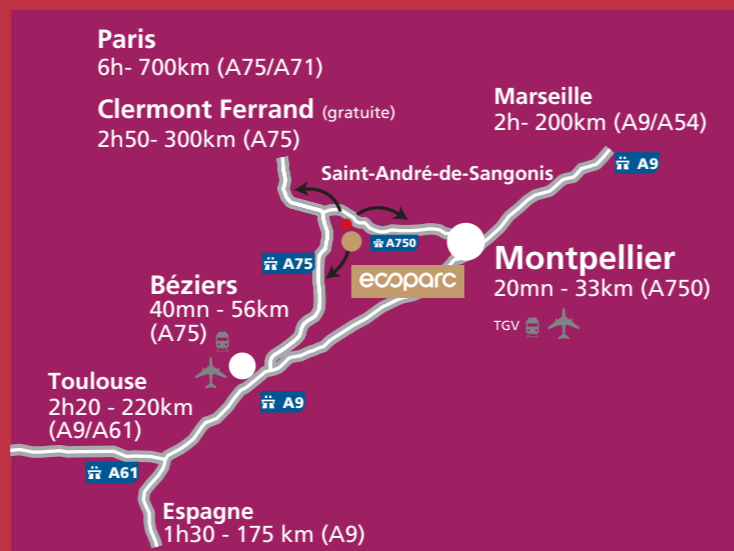 Paris
6h- 700km (A75/A71)
Clermont Ferrand (gratuite)
2h50- 300km (A75)
Marseille
2h- 200km (A9/A54)
A9
Saint-André-de-Sangonis
A750
A75
ecoparc
Montpellier
20mn - 33km (A750)
TGV
Béziers
40mn - 56km
(A75)
Toulouse
2h20 - 220km
(A9/A61)
A9
A61
Espagne
1h30 - 175 km (A9)